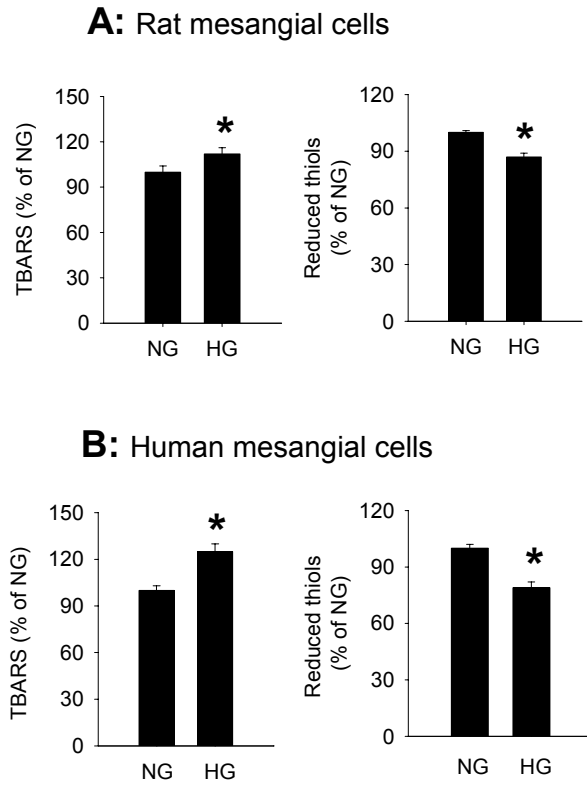 A: Rat mesangial cells
TBARS (% of NG)
150
120
90
60
30
0
*
NG HG
Reduced thiols
(% of NG)
120
90
60
30
0
*
NG HG
B: Human mesangial cells
TBARS (% of NG)
150
120
90
60
30
0
*
NG HG
Reduced thiols
(% of NG)
120
90
60
30
0
*
NG HG